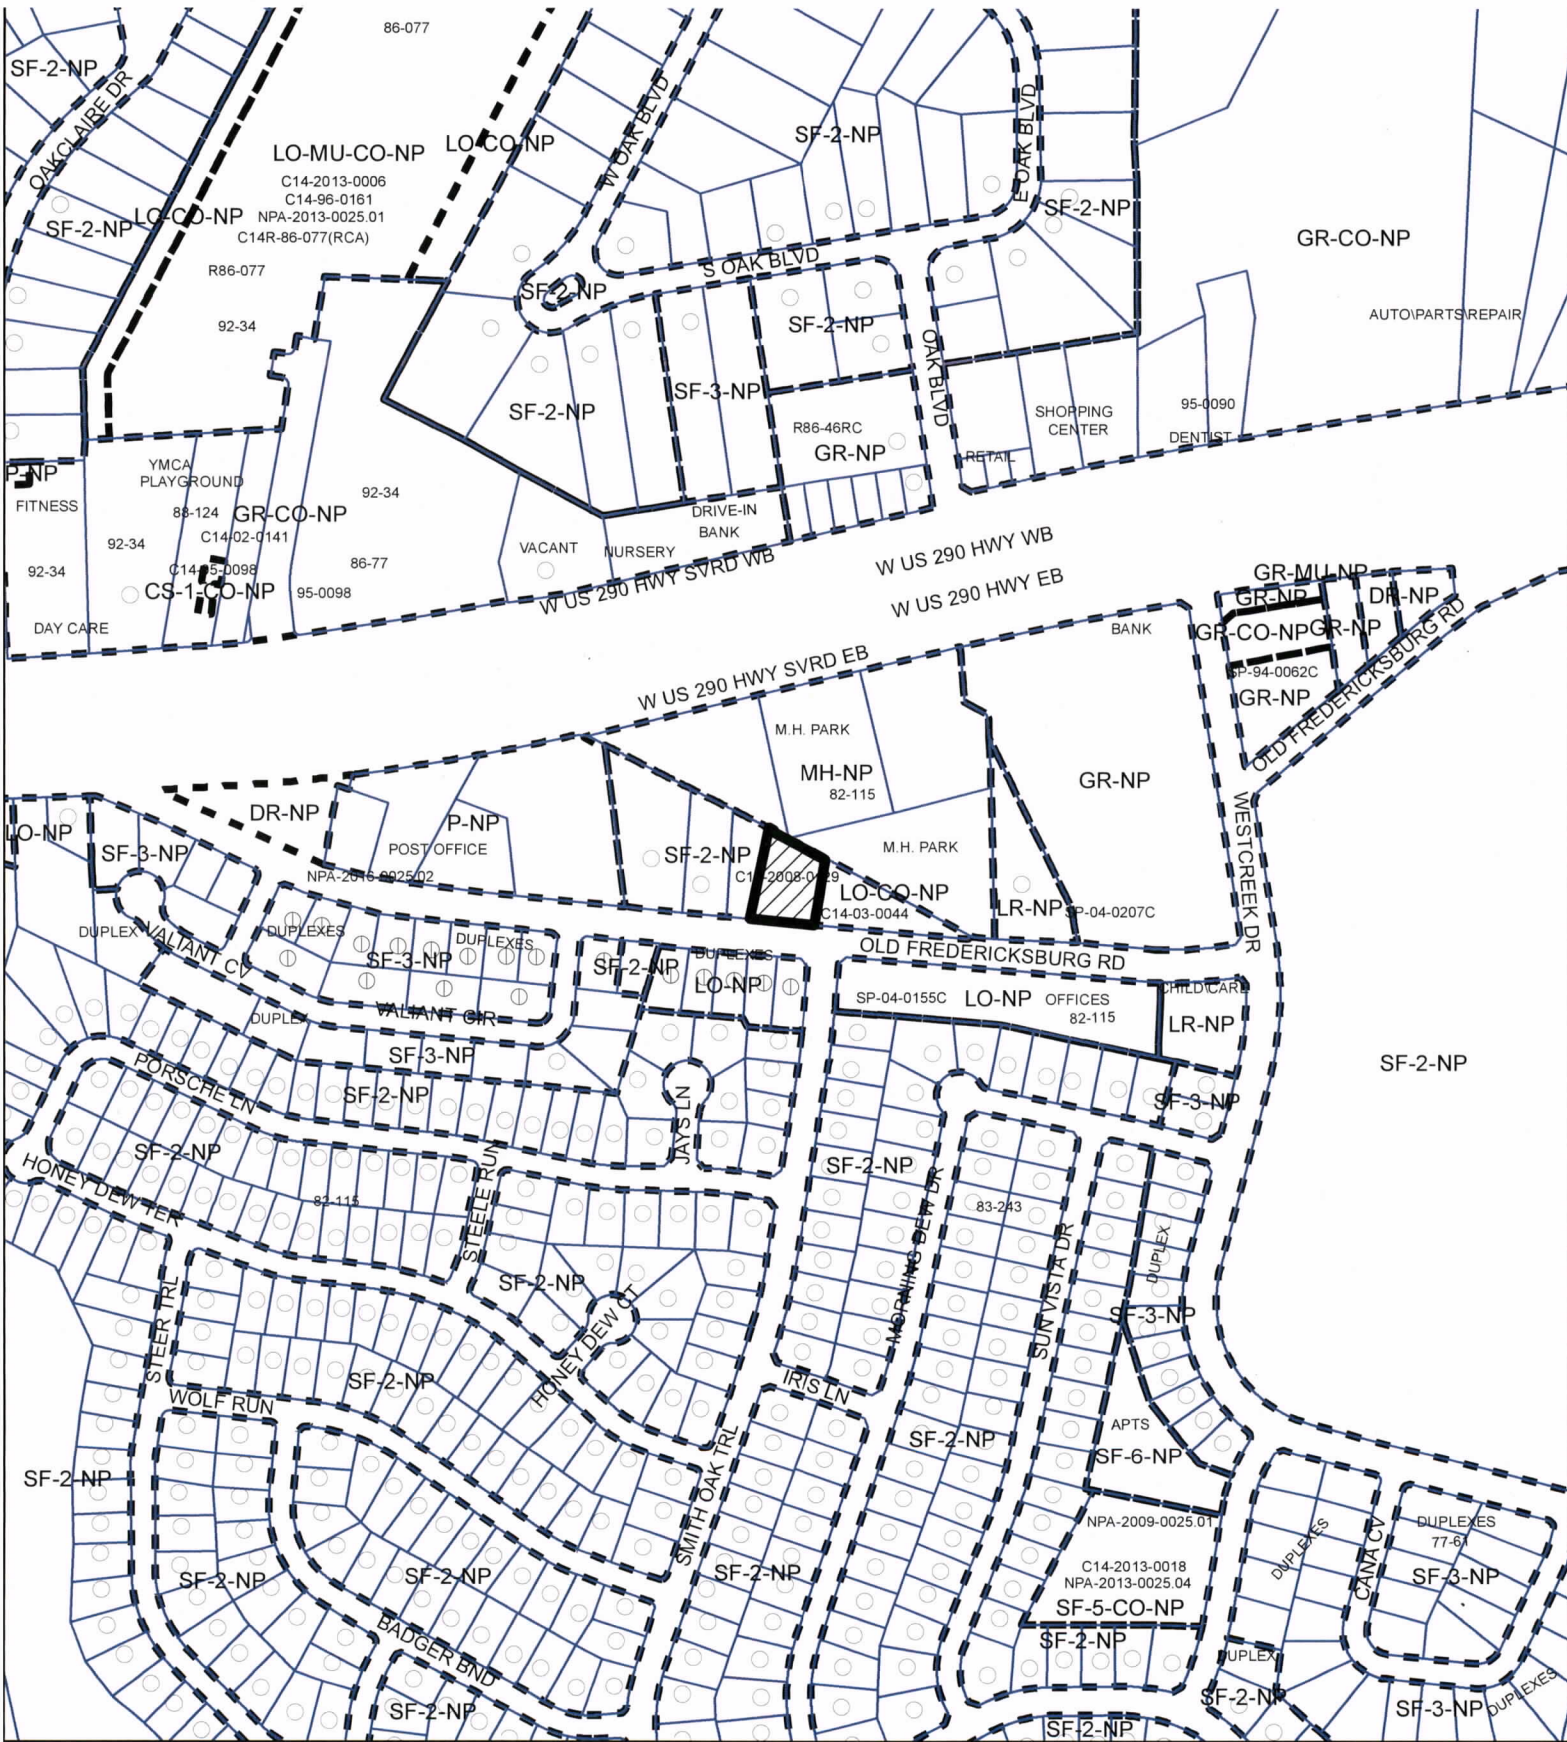 86-077
SF-2-NP
OAKCLAIRE DR
LO-MU-CO-NP
C14-2013-0006
C14-96-0161
NPA-2013-0025.01
C14R-86-077(RCA)
LO-CO-NP
W OAK BLVD
SF-2-NP
E OAK BLVD
SF-2-NP
LO-CO-NP
SF-2-NP
R86-077
92-34
GR-CO-NP
S OAK BLVD
SF-2-NP
SF-2-NP
AUTO\PARTS\REPAIR
OAK BLVD
SF-3-NP
SF-2-NP
R86-46RC
GR-NP
SHOPPING
CENTER
95-0090
DENTIST
RETAIL
P-NP
FITNESS
YMCA
PLAYGROUND
88-124
GR-CO-NP
C14-02-0141
92-34
92-34
92-34
C14-95-0098
CS-1-CO-NP
95-0098
86-77
DAY CARE
VACANT
NURSERY
DRIVE-IN
BANK
W US 290 HWY SVRD WB
W US 290 HWY WB
W US 290 HWY EB
W US 290 HWY SVRD EB
GR-MU-NP
GR-NP
DR-NP
GR-CO-NP
GR-NP
SP-94-0062C
GR-NP
OLD FREDERICKSBURG RD
BANK
M.H. PARK
MH-NP
82-115
GR-NP
WESTCREEK DR
DR-NP
P-NP
POST OFFICE
LO-NP
SF-3-NP
SF-2-NP
M.H. PARK
LO-CO-NP
C14-03-0044
LR-NP
SP-04-0207C
DUPLEX
VALIANT CV
DUPLEXES
SF-3-NP
DUPLEXES
VALIANT CIR
SF-2-NP
DUPLEXES
LO-NP
OLD FREDERICKSBURG RD
SP-04-0155C
LO-NP
OFFICES
82-115
CHILD CARE
LR-NP
SF-2-NP
DUPLEX
SF-3-NP
PORSCHE LN
SF-2-NP
JAYS LN
SF-3-NP
SF-2-NP
HONEY DEW TER
82-115
STEELE RUN
SF-2-NP
MORNING DEW DR
83-243
SUN VISTA DR
DUPLEX
SF-2-NP
HONEY DEW CT
SF-3-NP
STEER TRL
WOLF RUN
SF-2-NP
IRIS LN
SMITH OAK TRL
SF-2-NP
APTS
SF-6-NP
SF-2-NP
NPA-2009-0025.01
C14-2013-0018
NPA-2013-0025.04
SF-5-CO-NP
SF-2-NP
DUPLEXES
CANA CV
DUPLEXES
77-61
SF-3-NP
SF-2-NP
SF-2-NP
SF-2-NP
BADGER BND
SF-2-NP
DUPLEX
SF-2-NP
SF-3-NP
DUPLEXES
SF-2-NP